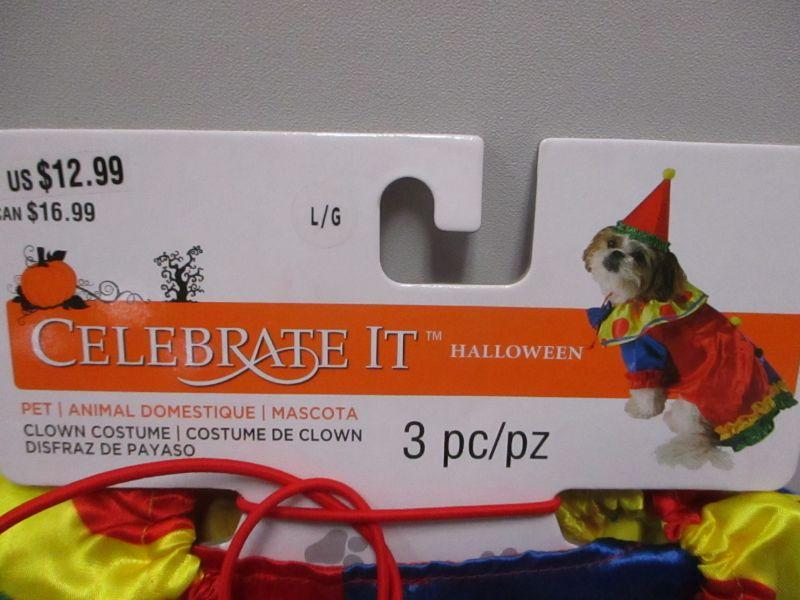 US $12.99
CAN $16.99
L/G
CELEBRATE IT™ HALLOWEEN
PET | ANIMAL DOMESTIQUE | MASCOTA
CLOWN COSTUME | COSTUME DE CLOWN
DISFRAZ DE PAYASO
3 pc/pz